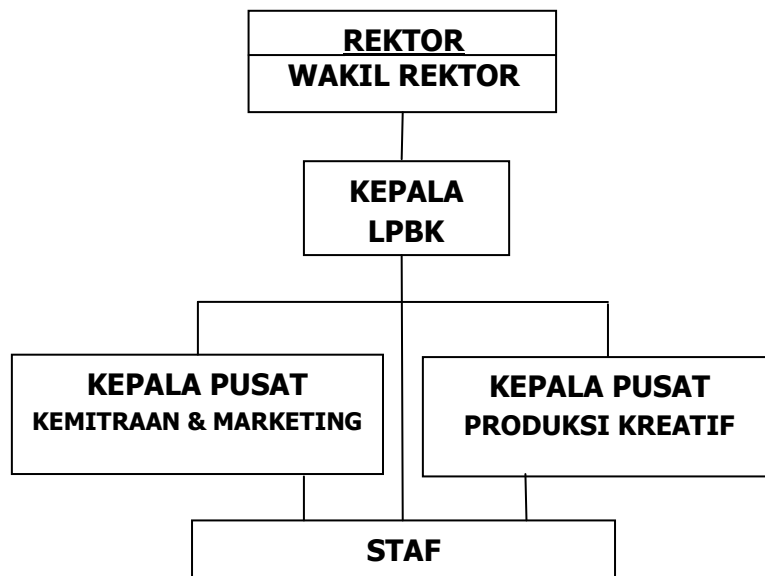 REKTOR
WAKIL REKTOR
KEPALA
LPBK
KEPALA PUSAT
KEMITRAAN & MARKETING
KEPALA PUSAT
PRODUKSI KREATIF
STAF